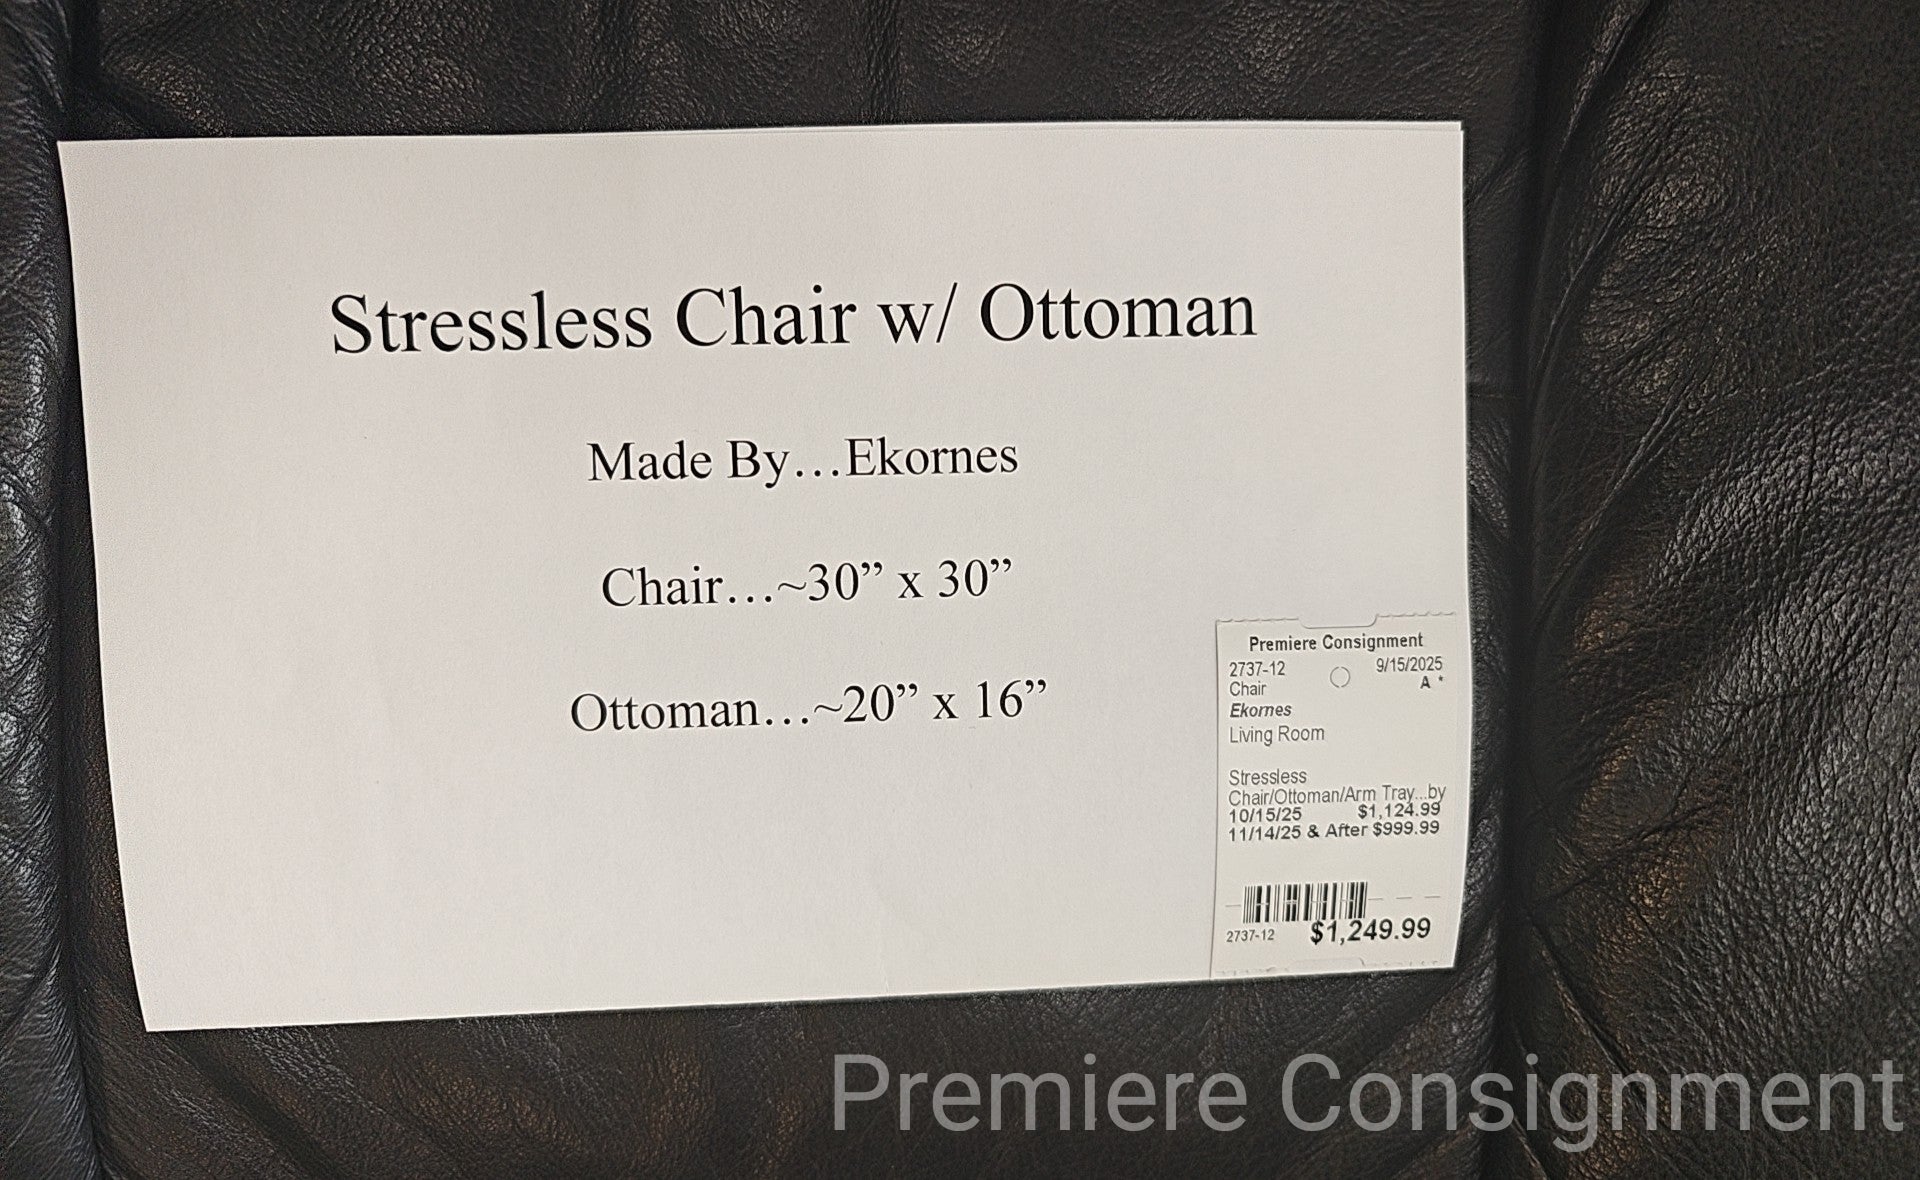 Stressless Chair w/ Ottoman
Made By…Ekornes
Chair…~30” x 30”
Ottoman…~20” x 16”
Premiere Consignment
2737-12 9/15/2025
Chair A *
Ekornes
Living Room
Stressless
Chair/Ottoman/Arm Tray...by
10/15/25 $1,124.99
11/14/25 & After $999.99
2737-12 $1,249.99
Premiere Consignment